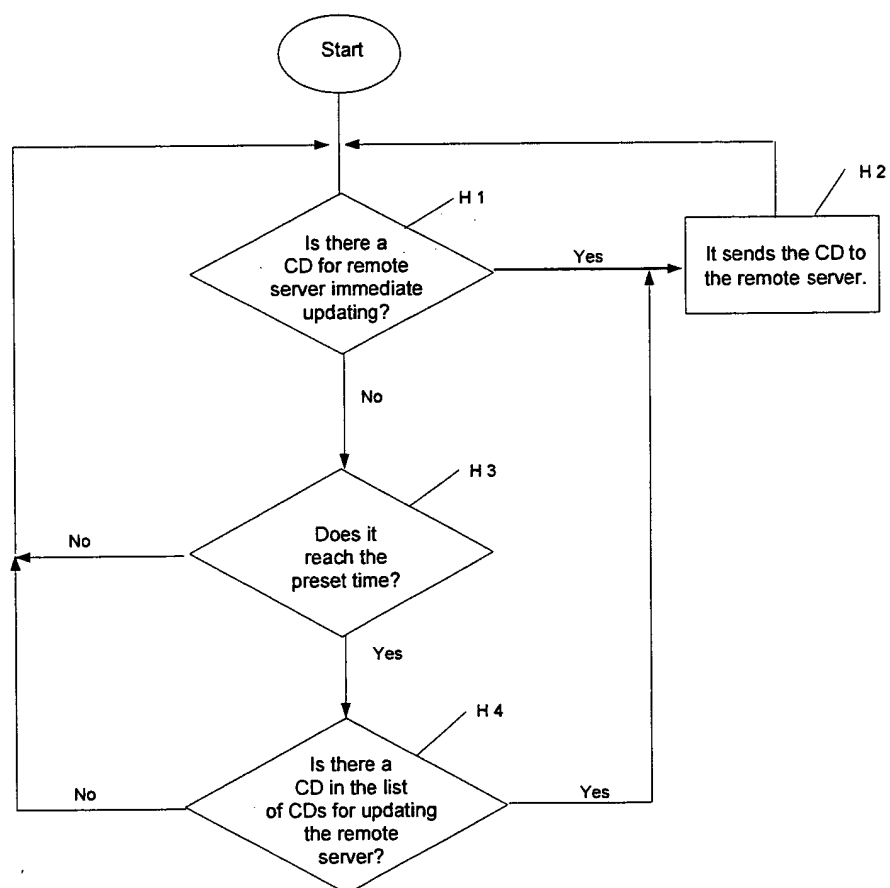 Start
H 1
Is there a
CD for remote
server immediate
updating?
Yes
H 2
It sends the CD to
the remote server.
No
H 3
Does it
reach the
preset time?
No
Yes
H 4
Is there a
CD in the list
of CDs for updating
the remote
server?
No
Yes